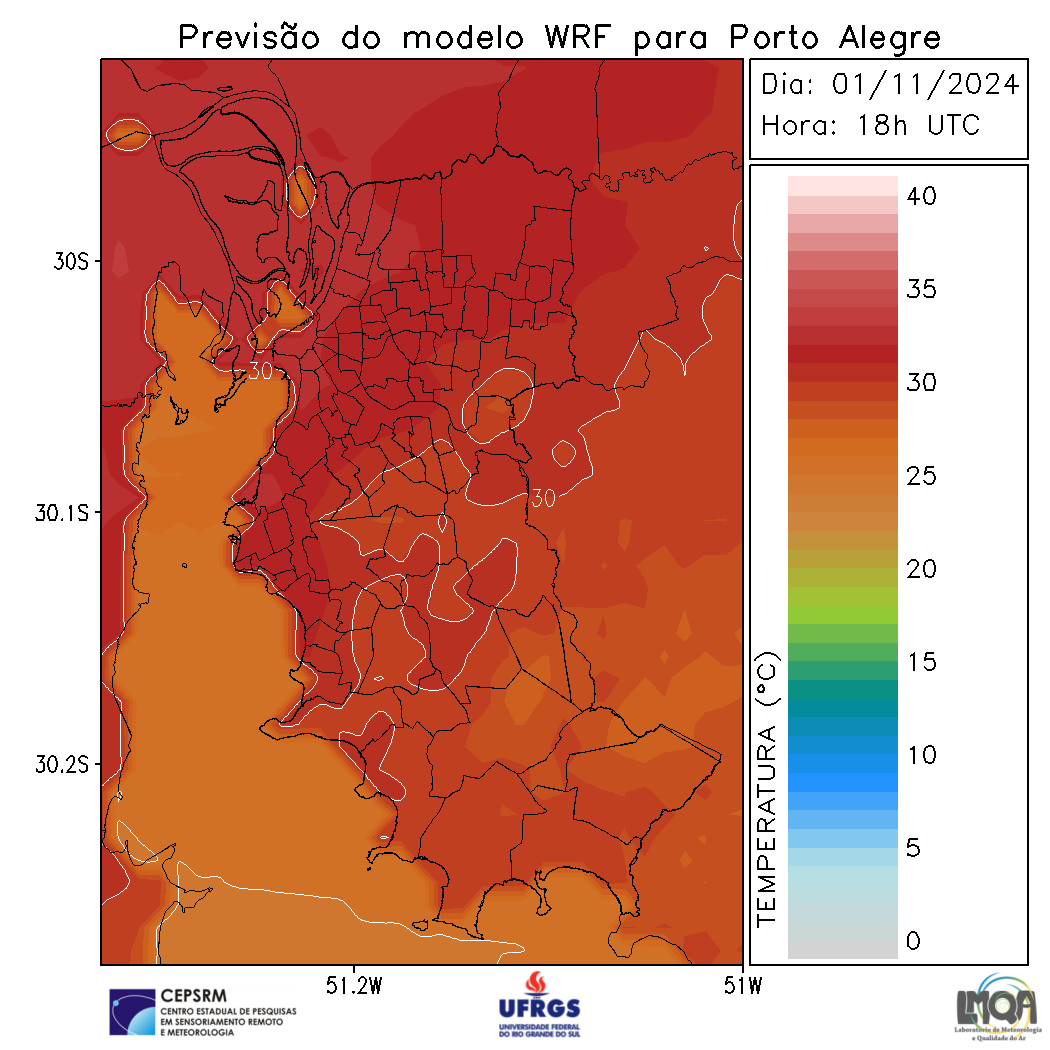 Previsão do modelo WRF para Porto Alegre
Dia: 01/11/2024
Hora: 18h UTC
40
35
30
25
20
15
10
5
0
TEMPERATURA (°C)
30S
30.1S
30.2S
30
30
51.2W
51W
CEPSRM
CENTRO ESTADUAL DE PESQUISAS
EM SENSORIAMENTO REMOTO
E METEOROLOGIA
UFRGS
UNIVERSIDADE FEDERAL
DO RIO GRANDE DO SUL
LMQA
Laboratório de Meteorologia
e Qualidade do Ar